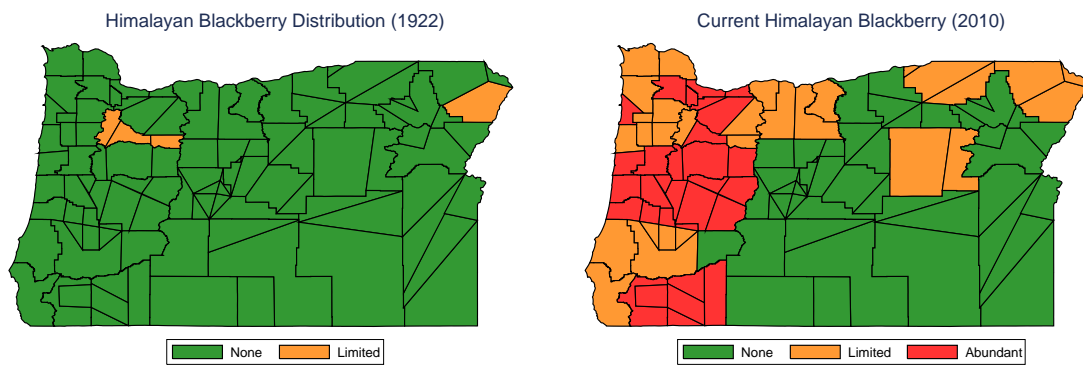 Himalayan Blackberry Distribution (1922)
None Limited
Current Himalayan Blackberry (2010)
None Limited Abundant